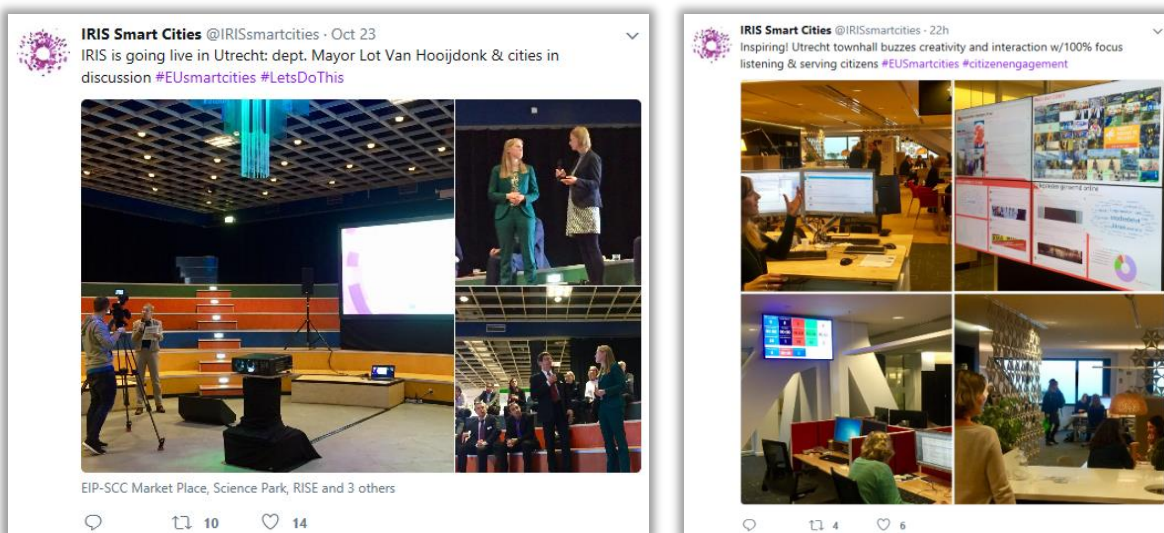 IRIS Smart Cities @IRISsmartcities · Oct 23
IRIS is going live in Utrecht: dept. Mayor Lot Van Hooijdonk & cities in
discussion #EUsmartcities #LetsDoThis
EIP-SCC Market Place, Science Park, RISE and 3 others
10 14
IRIS Smart Cities @IRISsmartcities · 22h
Inspiring! Utrecht townhall buzzes creativity and interaction w/100% focus
listening & serving citizens #EUSmartcities #citizenengagement
4 6